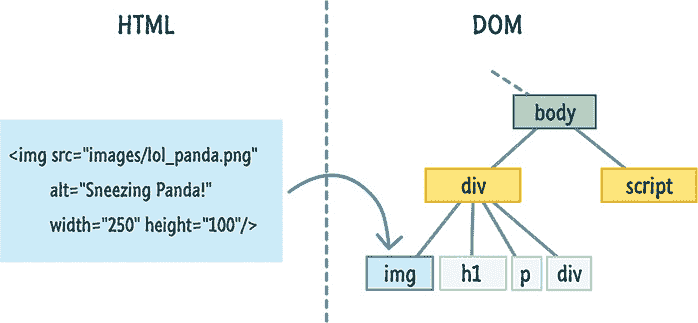 HTML
DOM
<img src="images/lol_panda.png"
alt="Sneezing Panda!"
width="250" height="100"/>
body
div
script
img
h1
p
div